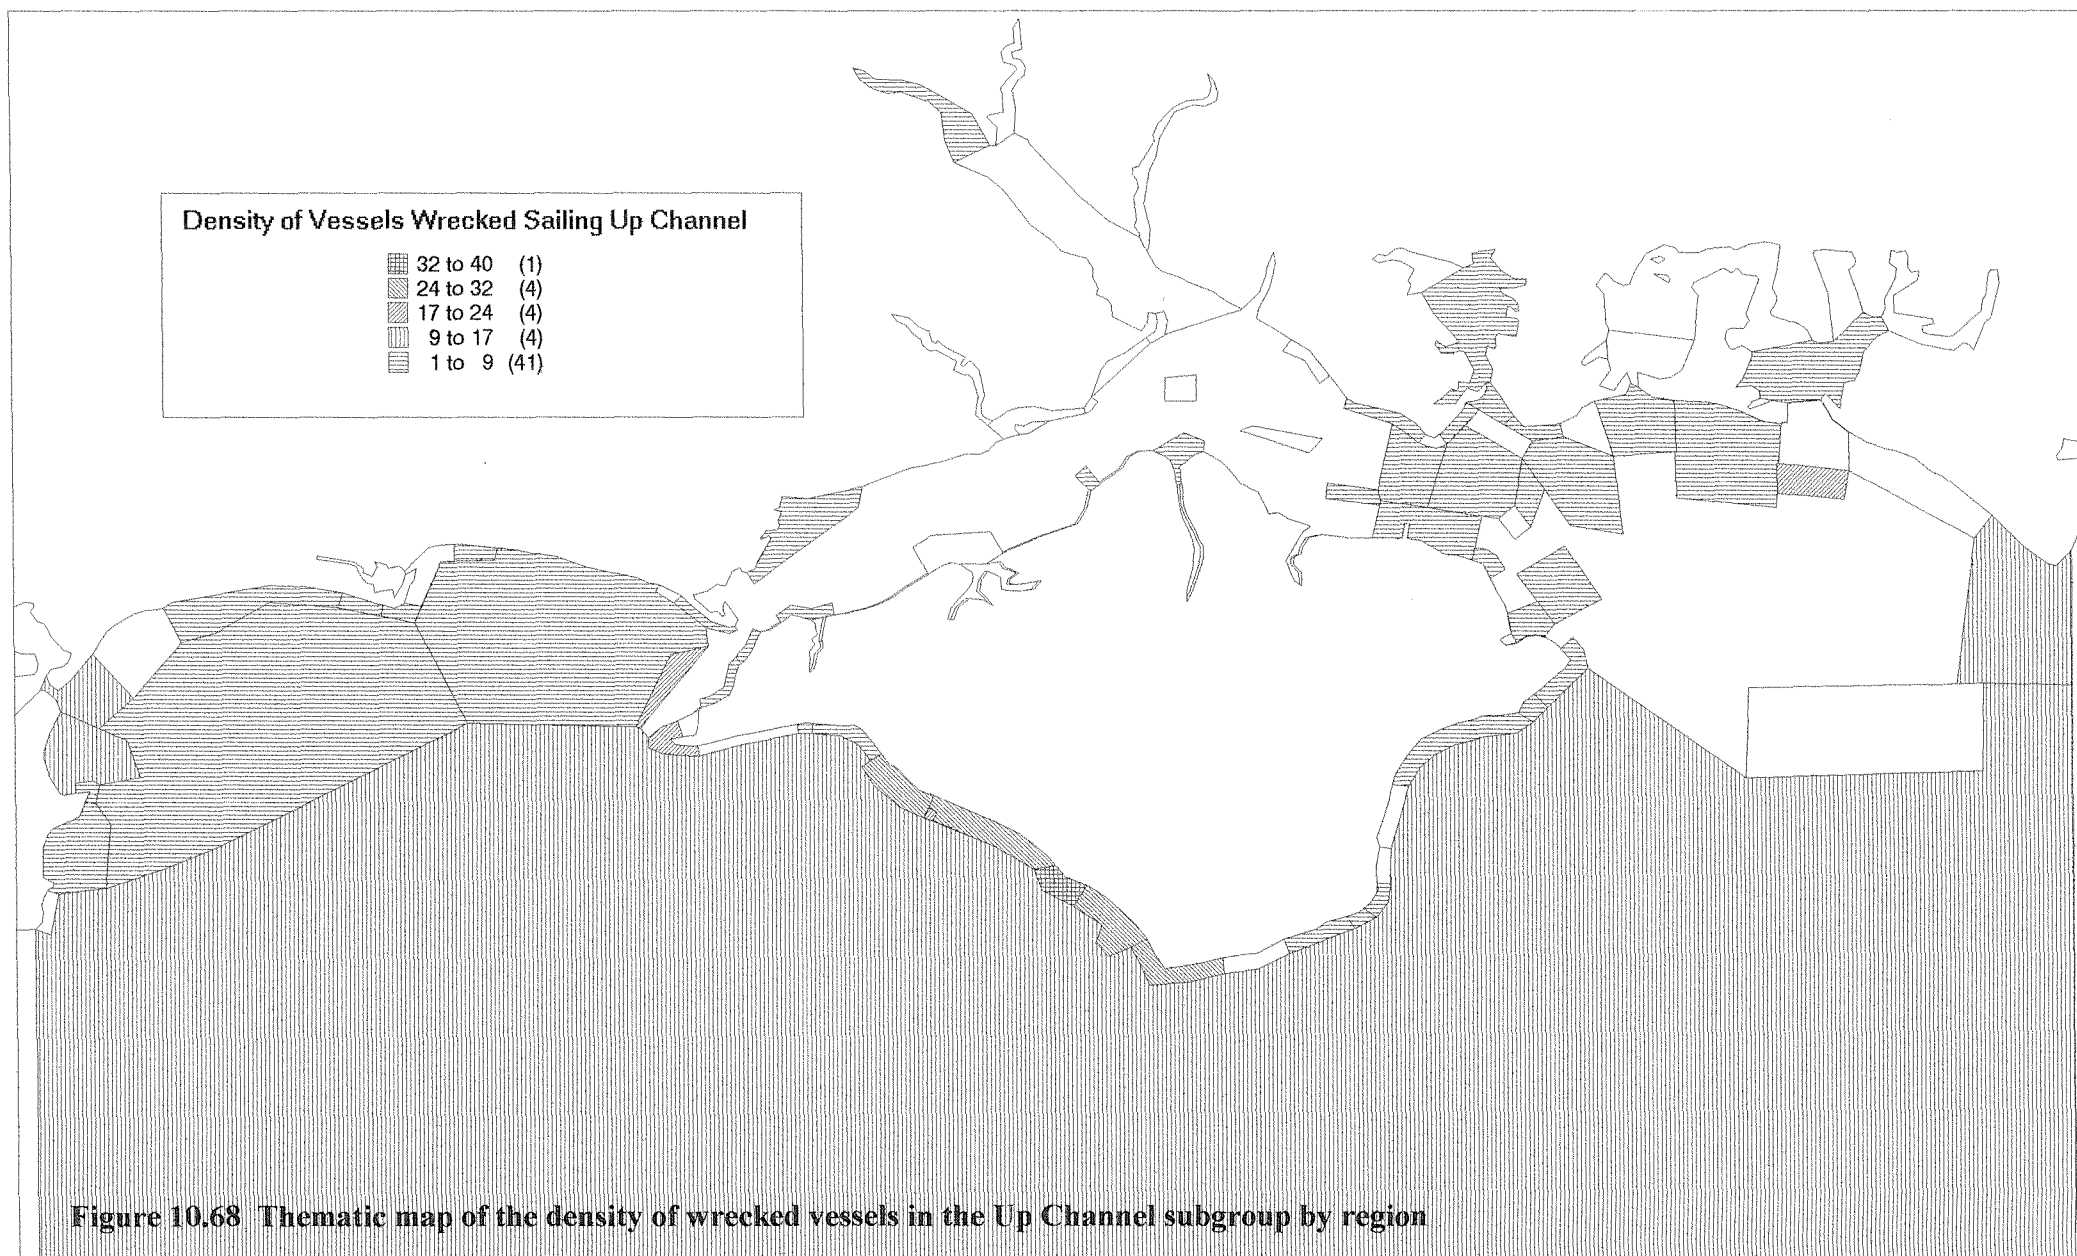 Density of Vessels Wrecked Sailing Up Channel
32 to 40 (1)
24 to 32 (4)
17 to 24 (4)
9 to 17 (4)
1 to 9 (41)
Figure 10.68 Thematic map of the density of wrecked vessels in the Up Channel subgroup by region